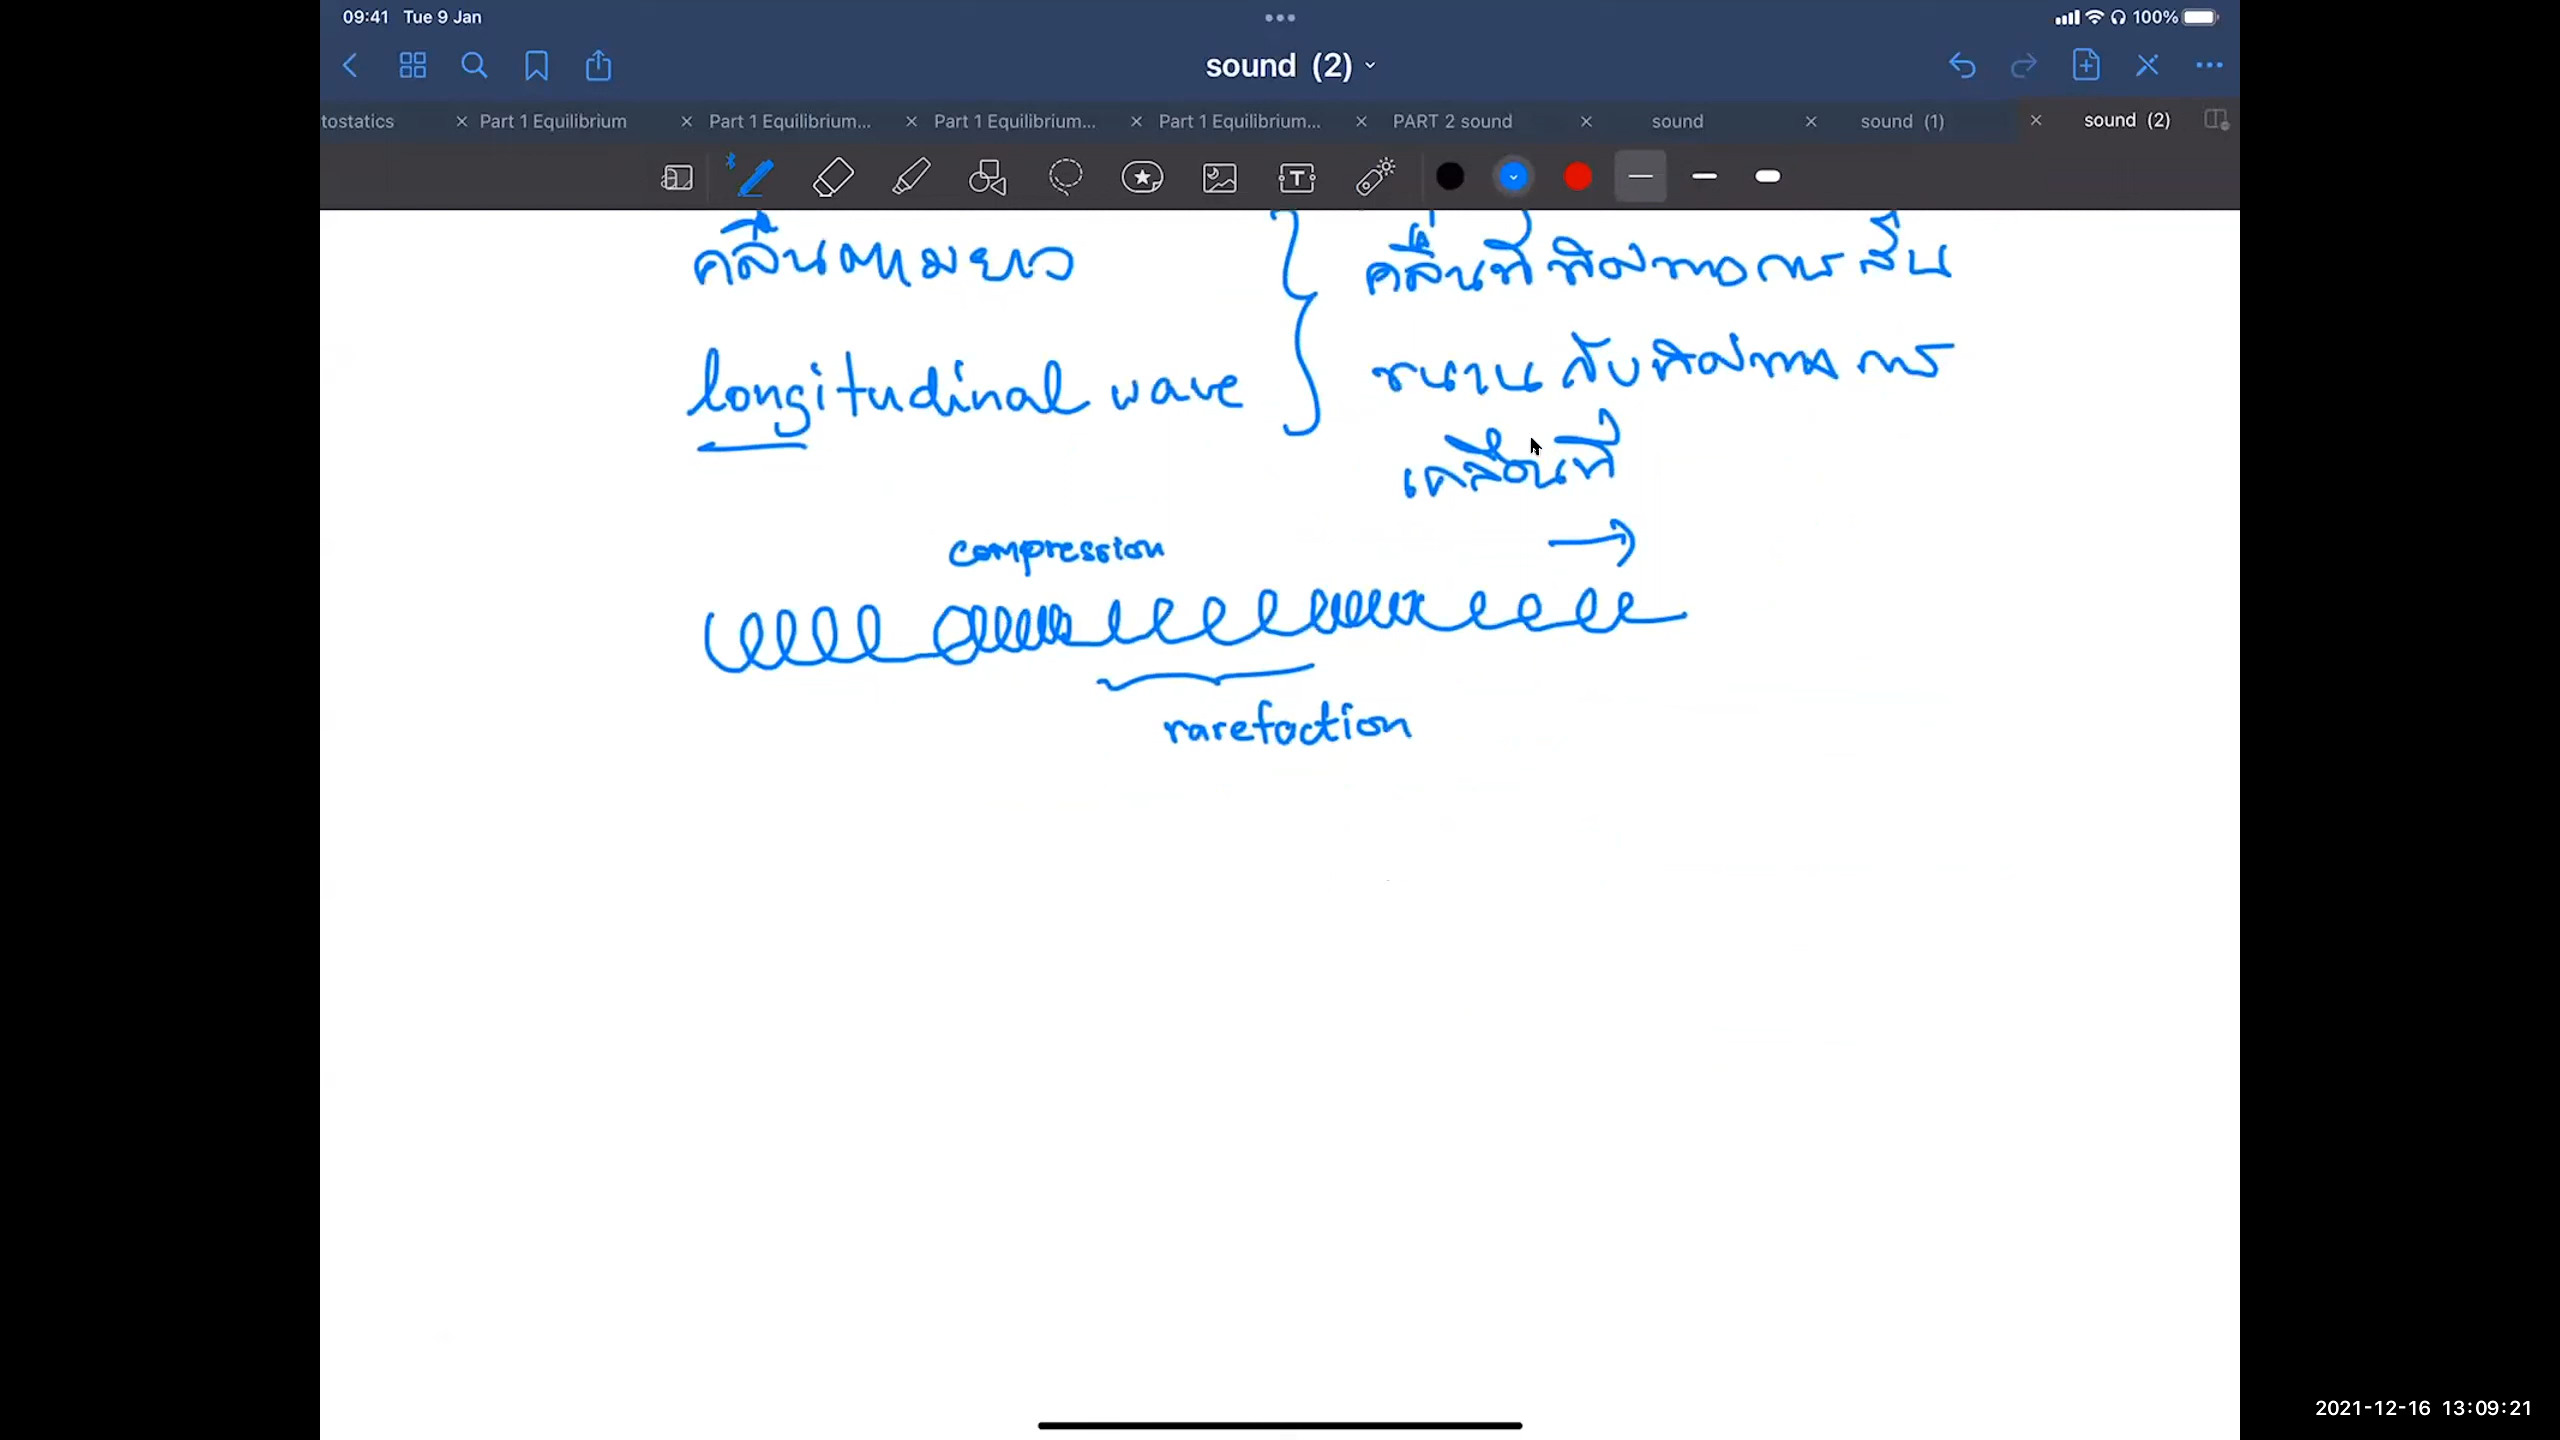 09:41 Tue 9 Jan
100%
sound (2)
tostatics
Part 1 Equilibrium
Part 1 Equilibrium...
Part 1 Equilibrium...
Part 1 Equilibrium...
PART 2 sound
sound
sound (1)
sound (2)
คลื่นตามยาว
longitudinal wave
คลื่นที่ทิศทางการสั่น
ขนานกับทิศทางการ
เคลื่อนที่
compression
rarefaction
2021-12-16 13:09:21